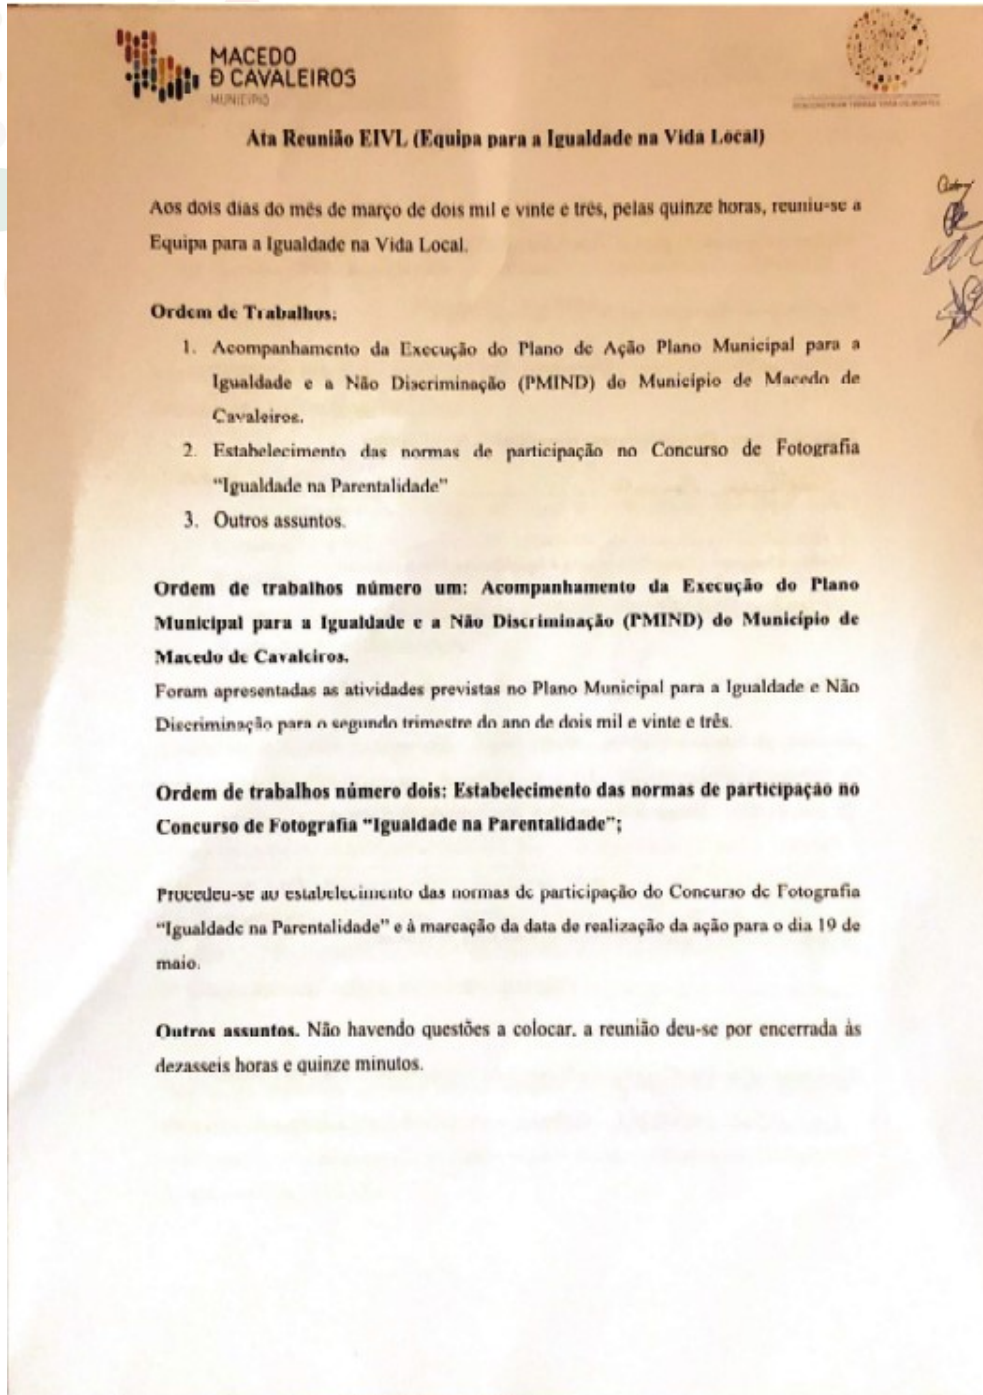 MACEDO
D CAVALEIROS
MUNICÍPIO
Ata Reunião EIVL (Equipa para a Igualdade na Vida Local)
Aos dois dias do mês de março de dois mil e vinte e três, pelas quinze horas, reuniu-se a
Equipa para a Igualdade na Vida Local.
Ordem de Trabalhos:
1. Acompanhamento da Execução do Plano de Ação Plano Municipal para a
Igualdade e a Não Discriminação (PMIND) do Município de Macedo de
Cavaleiros.
2. Estabelecimento das normas de participação no Concurso de Fotografia
“Igualdade na Parentalidade”
3. Outros assuntos.
Ordem de trabalhos número um: Acompanhamento da Execução do Plano
Municipal para a Igualdade e a Não Discriminação (PMIND) do Município de
Macedo de Cavaleiros.
Foram apresentadas as atividades previstas no Plano Municipal para a Igualdade e Não
Discriminação para o segundo trimestre do ano de dois mil e vinte e três.
Ordem de trabalhos número dois: Estabelecimento das normas de participação no
Concurso de Fotografia “Igualdade na Parentalidade”;
Procedeu-se ao estabelecimento das normas de participação do Concurso de Fotografia
“Igualdade na Parentalidade” e à marcação da data de realização da ação para o dia 19 de
maio.
Outros assuntos. Não havendo questões a colocar, a reunião deu-se por encerrada às
dezasseis horas e quinze minutos.